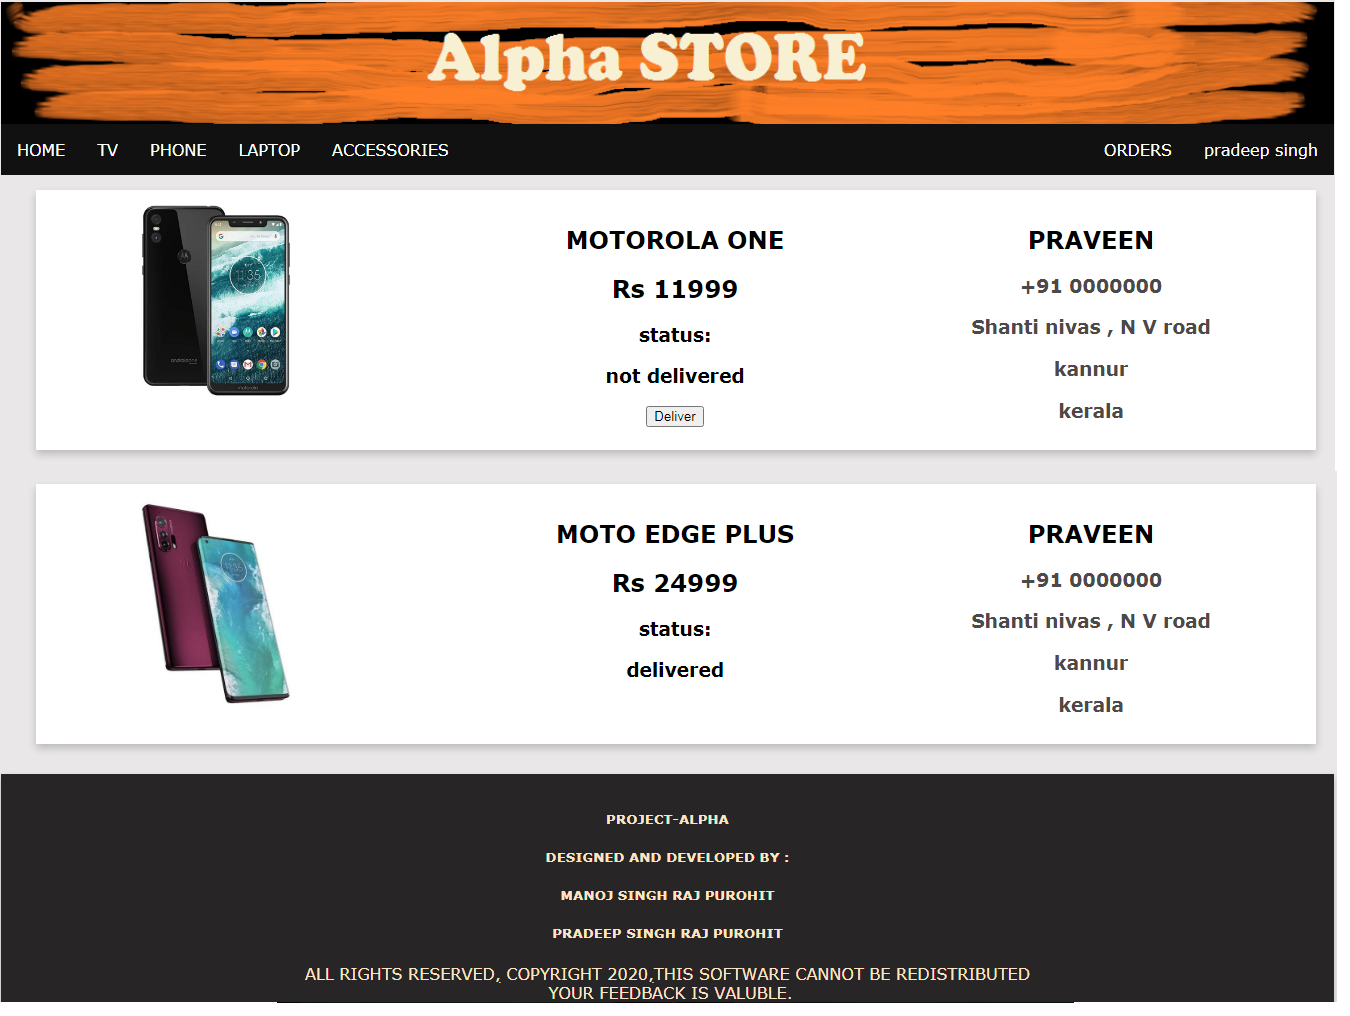 Alpha STORE
HOME TV PHONE LAPTOP ACCESSORIES ORDERS pradeep singh
MOTOROLA ONE
Rs 11999
status:
not delivered
Deliver
PRAVEEN
+91 0000000
Shanti nivas , N V road
kannur
kerala
MOTO EDGE PLUS
Rs 24999
status:
delivered
PRAVEEN
+91 0000000
Shanti nivas , N V road
kannur
kerala
PROJECT-ALPHA
DESIGNED AND DEVELOPED BY :
MANOJ SINGH RAJ PUROHIT
PRADEEP SINGH RAJ PUROHIT
ALL RIGHTS RESERVED, COPYRIGHT 2020,THIS SOFTWARE CANNOT BE REDISTRIBUTED
YOUR FEEDBACK IS VALUBLE.